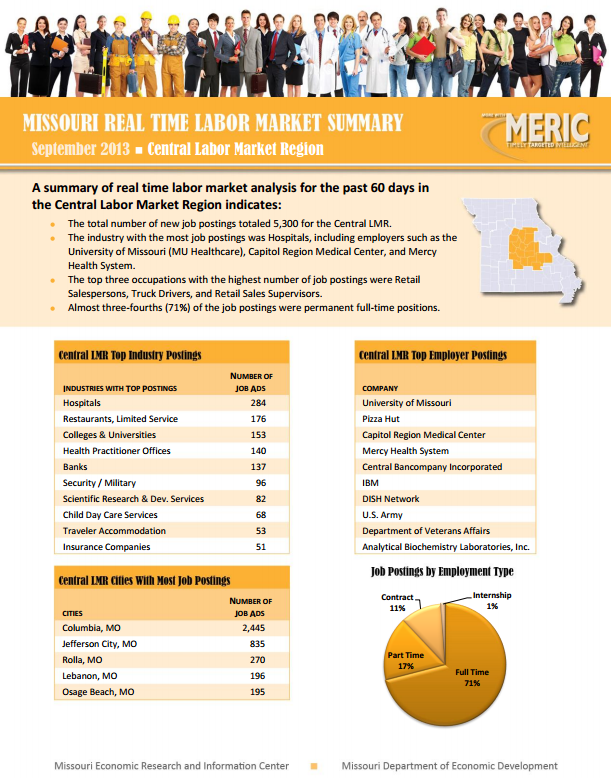 MISSOURI REAL TIME LABOR MARKET SUMMARY
September 2013 ■ Central Labor Market Region
MERIC
A summary of real time labor market analysis for the past 60 days in
the Central Labor Market Region indicates:
The total number of new job postings totaled 5,300 for the Central LMR.
The industry with the most job postings was Hospitals, including employers such as the
University of Missouri (MU Healthcare), Capitol Region Medical Center, and Mercy
Health System.
The top three occupations with the highest number of job postings were Retail
Salespersons, Truck Drivers, and Retail Sales Supervisors.
Almost three-fourths (71%) of the job postings were permanent full-time positions.
Central LMR Top Industry Postings
INDUSTRIES WITH TOP POSTINGS NUMBER OF JOB ADS
Hospitals 284
Restaurants, Limited Service 176
Colleges & Universities 153
Health Practitioner Offices 140
Banks 137
Security / Military 96
Scientific Research & Dev. Services 82
Child Day Care Services 68
Traveler Accommodation 53
Insurance Companies 51
Central LMR Top Employer Postings
COMPANY
University of Missouri
Pizza Hut
Capitol Region Medical Center
Mercy Health System
Central Bancompany Incorporated
IBM
DISH Network
U.S. Army
Department of Veterans Affairs
Analytical Biochemistry Laboratories, Inc.
Central LMR Cities With Most Job Postings
CITIES NUMBER OF JOB ADS
Columbia, MO 2,445
Jefferson City, MO 835
Rolla, MO 270
Lebanon, MO 196
Osage Beach, MO 195
Job Postings by Employment Type
Contract
11%
Internship
1%
Part Time
17%
Full Time
71%
Missouri Economic Research and Information Center ■ Missouri Department of Economic Development